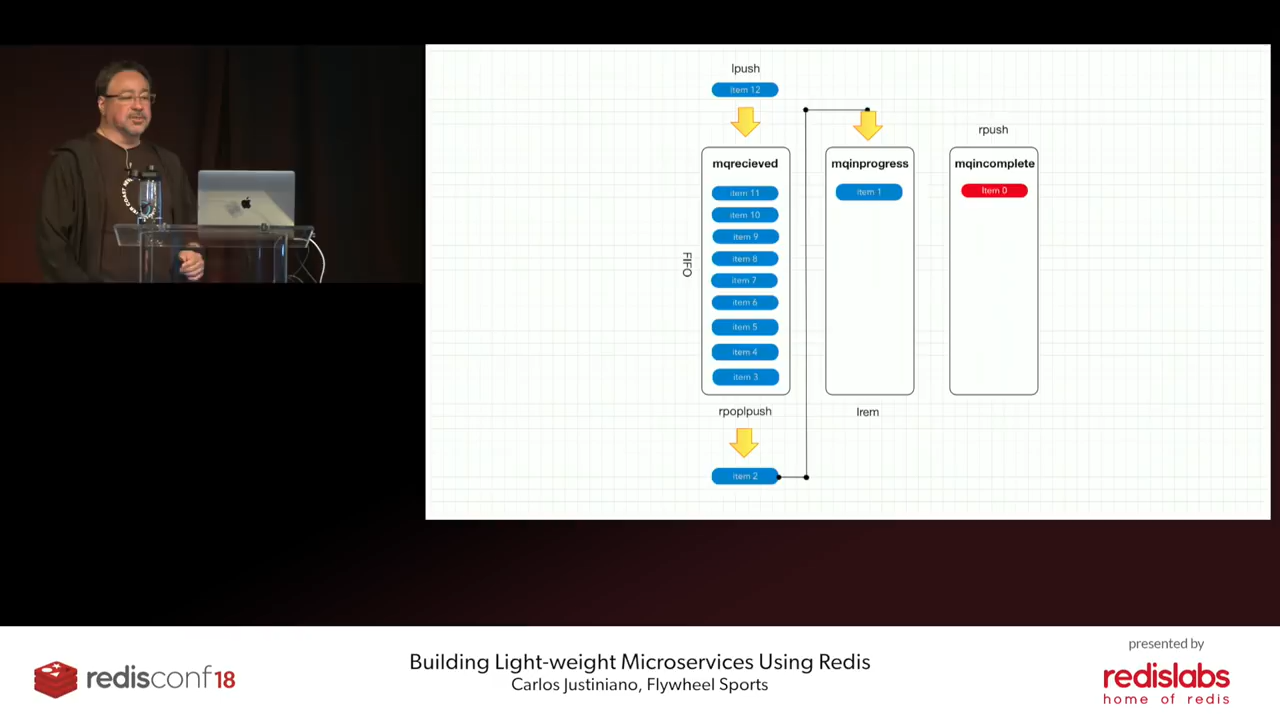 lpush
item 12
rpush
mqrecieved
mqinprogress
mqincomplete
item 11
item 1
Item 0
item 10
item 9
item 8
FIFO
item 7
item 6
item 5
item 4
item 3
rpoplpush
lrem
item 2
Building Light-weight Microservices Using Redis
Carlos Justiniano, Flywheel Sports
redisconf18
presented by
redislabs
home of redis